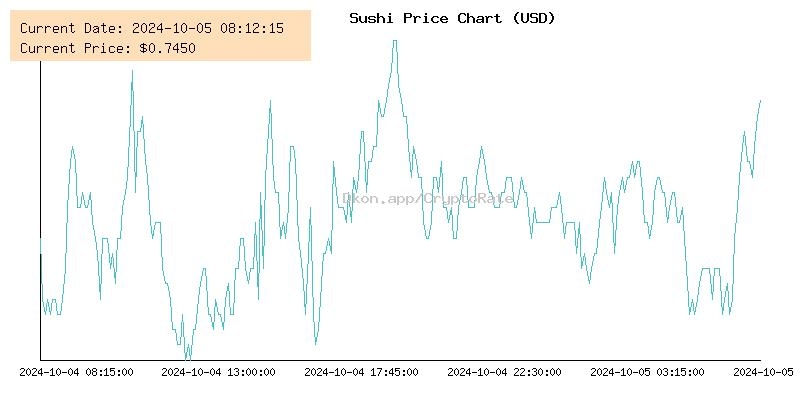 Sushi Price Chart (USD)
Current Date: 2024-10-05 08:12:15
Current Price: $0.7450
Dkon.app/CryptoRate
2024-10-04 08:15:00 2024-10-04 13:00:00 2024-10-04 17:45:00 2024-10-04 22:30:00 2024-10-05 03:15:00 2024-10-05